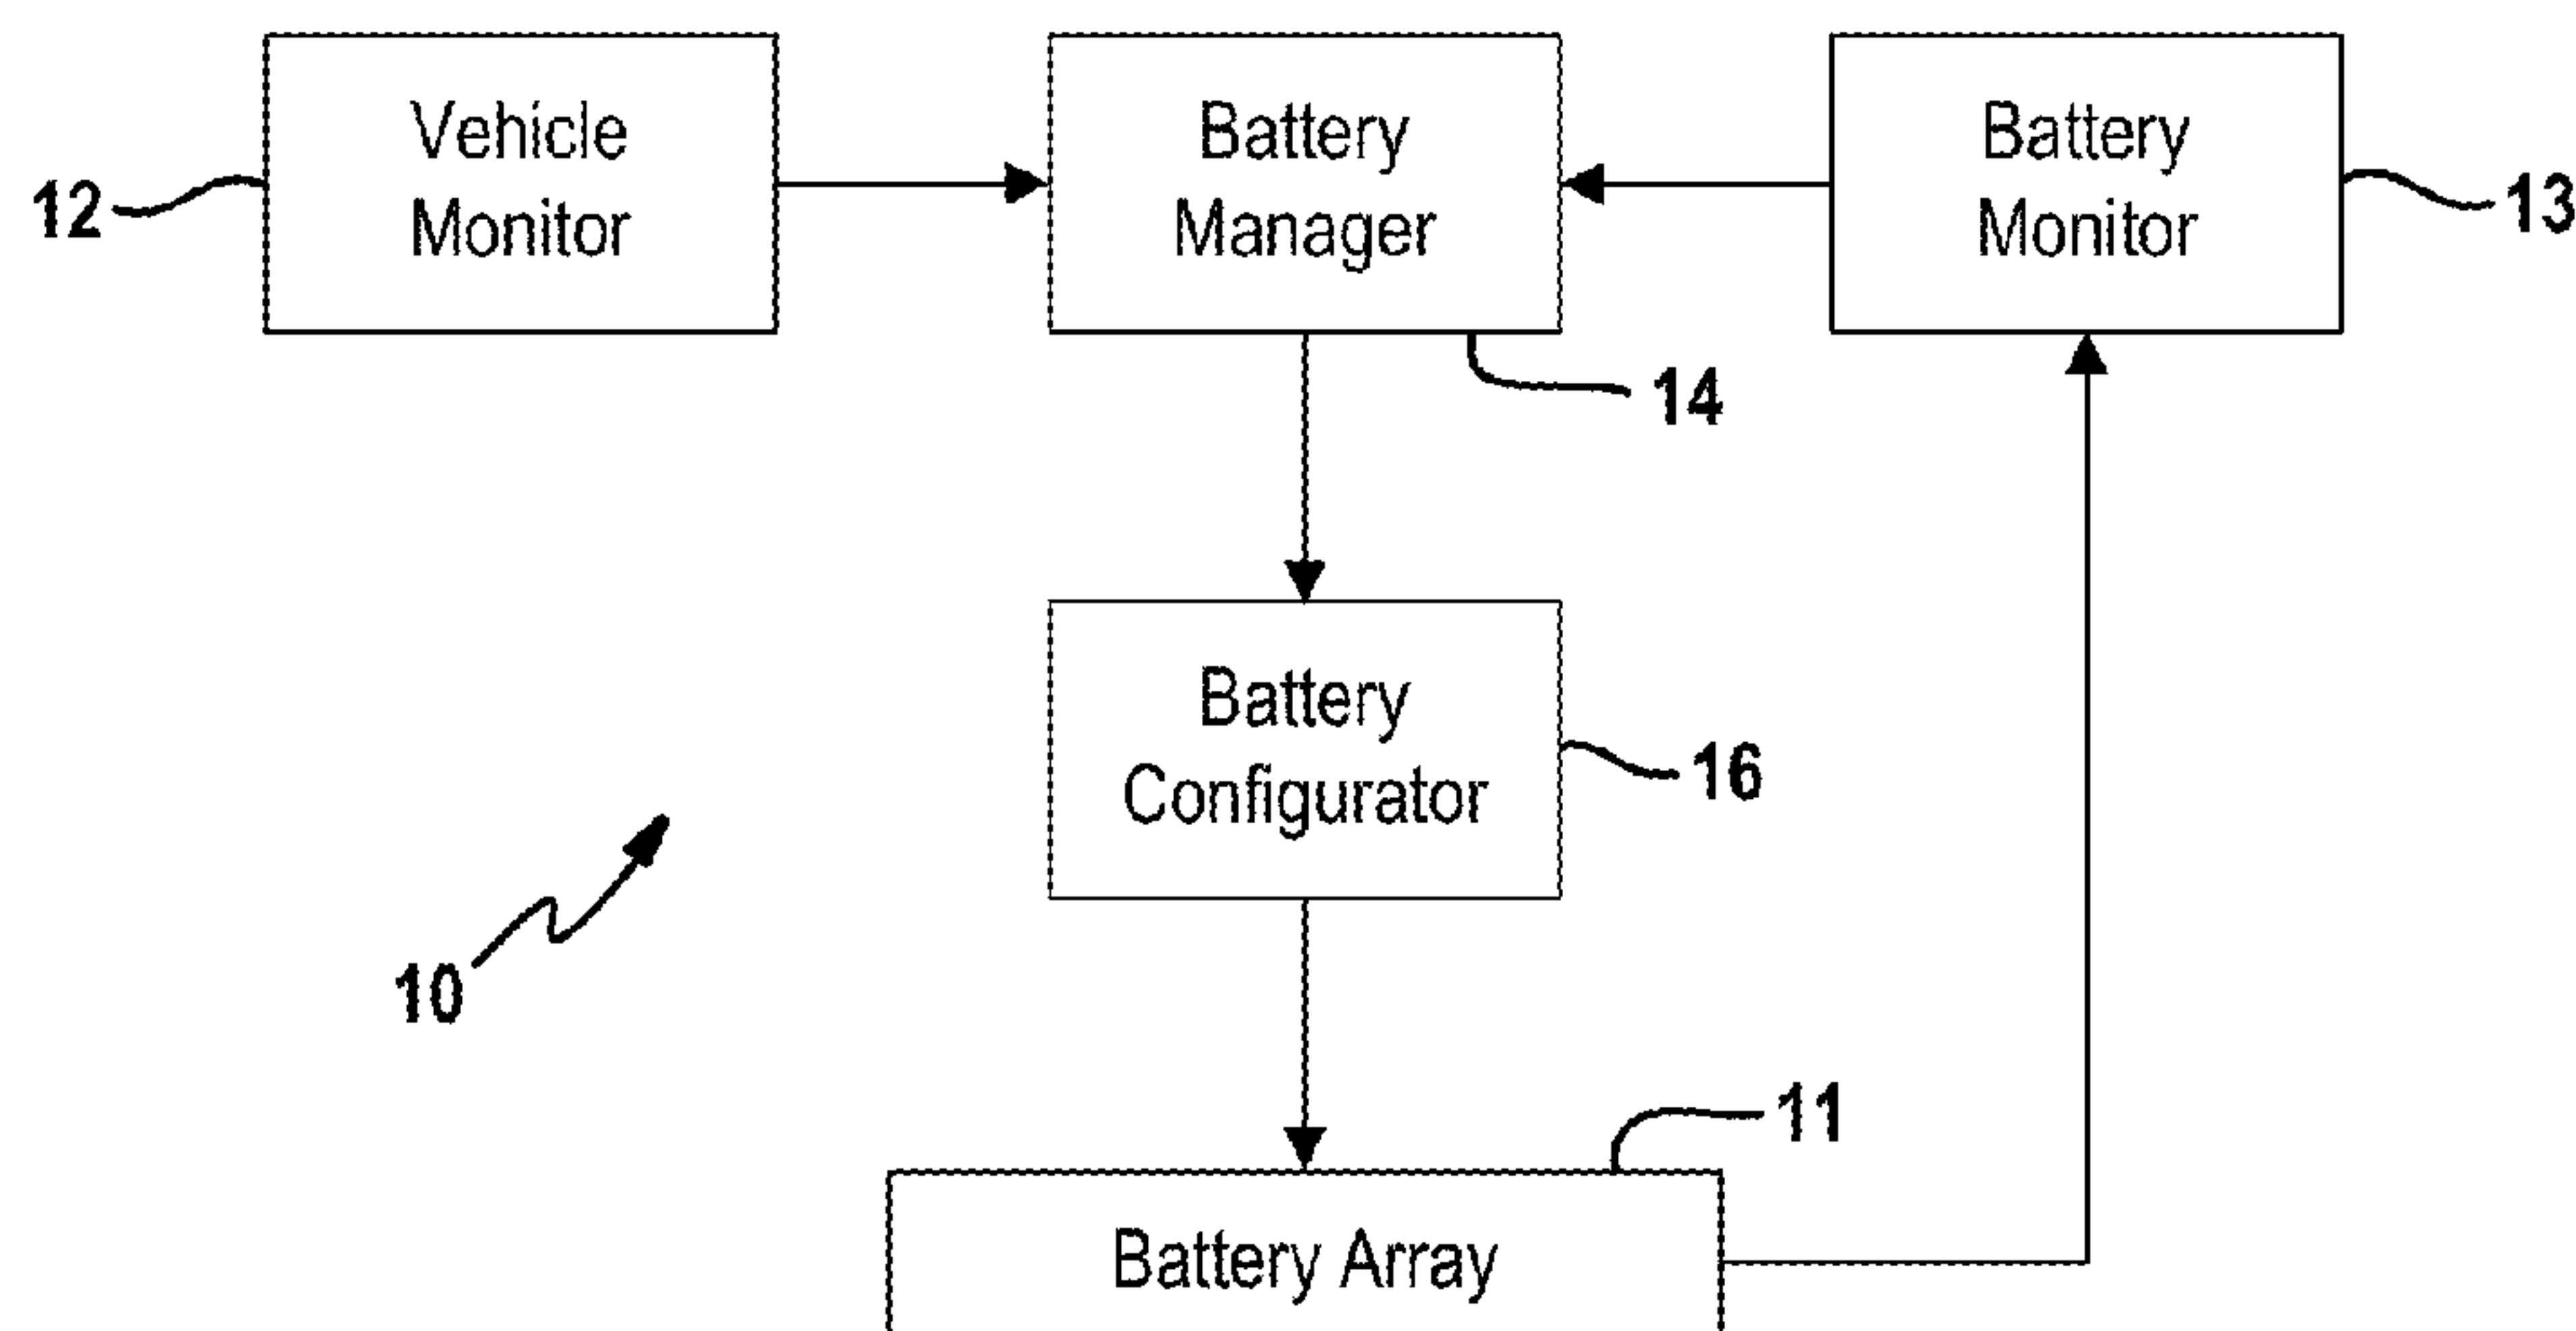 Vehicle
Monitor
12
Battery
Manager
14
Battery
Monitor
13
Battery
Configurator
16
10
11
Battery Array